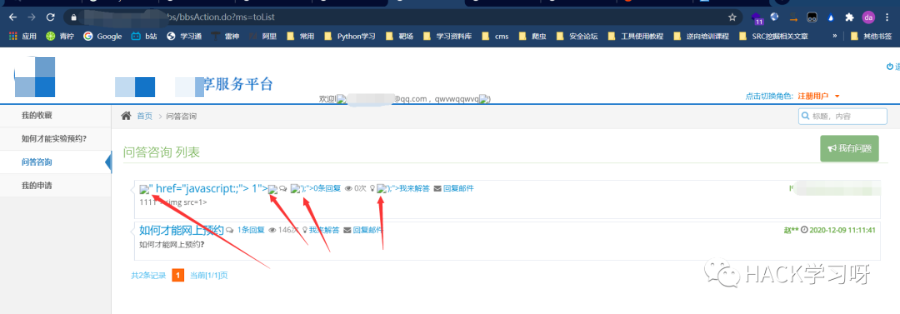 bs/bbsAction.do?ms=toList
应用 青柠 Google b站 学习通 雷神 阿里 常用 Python学习 靶场 学习资料库 cms 爬虫 安全论坛 工具使用教程 逆向培训课程 SRC挖掘相关文章 » 其他书签
享服务平台
欢迎 @qq.com , qwvwqqwvq
点击切换角色: 注册用户
我的收藏
首页 > 问答咨询
标题, 内容
如何才能实验预约?
问答咨询
问答咨询 列表
我有问题
我的申请
" href="javascript:;"> 1"> ");">0条回复 0次 ");">我来解答 回复邮件
1111"><img src=1>
如何才能网上预约 1条回复 146次 我来解答 回复邮件
赵** 2020-12-09 11:11:41
如何才能网上预约?
共2条记录 1 当前[1/1]页
HACK学习呀